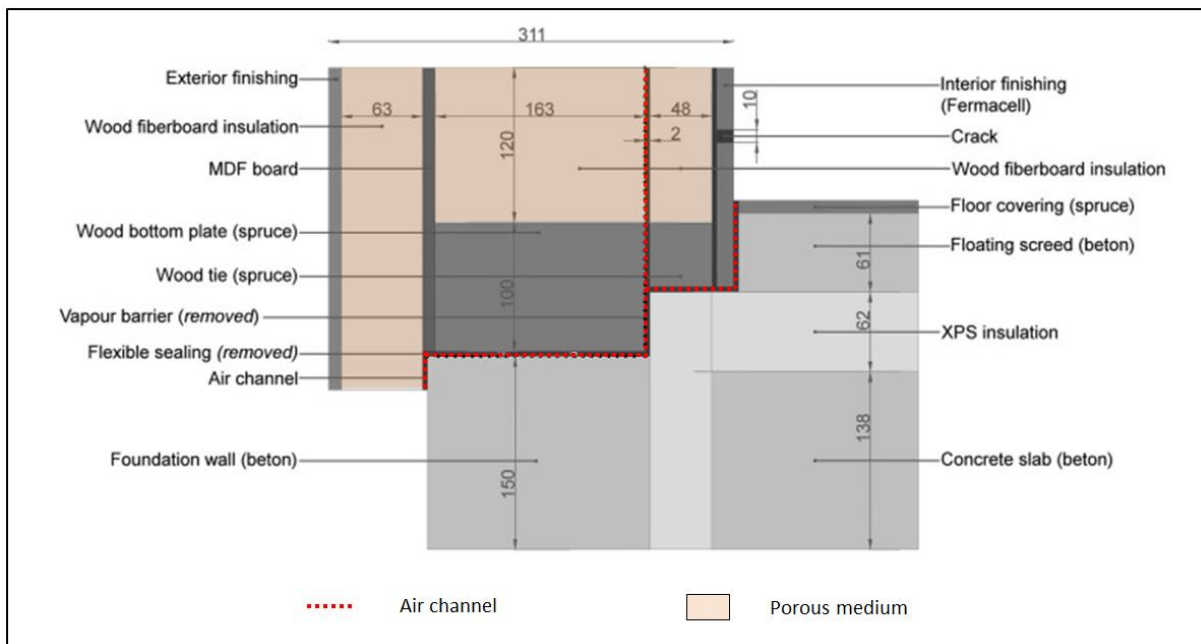 311
Exterior finishing
Wood fiberboard insulation
MDF board
Wood bottom plate (spruce)
Wood tie (spruce)
Vapour barrier (removed)
Flexible sealing (removed)
Air channel
Foundation wall (beton)
63
163
48
2
120
100
150
10
Interior finishing
(Fermacell)
Crack
Wood fiberboard insulation
Floor covering (spruce)
Floating screed (beton)
61
62
XPS insulation
138
Concrete slab (beton)
Air channel
Porous medium